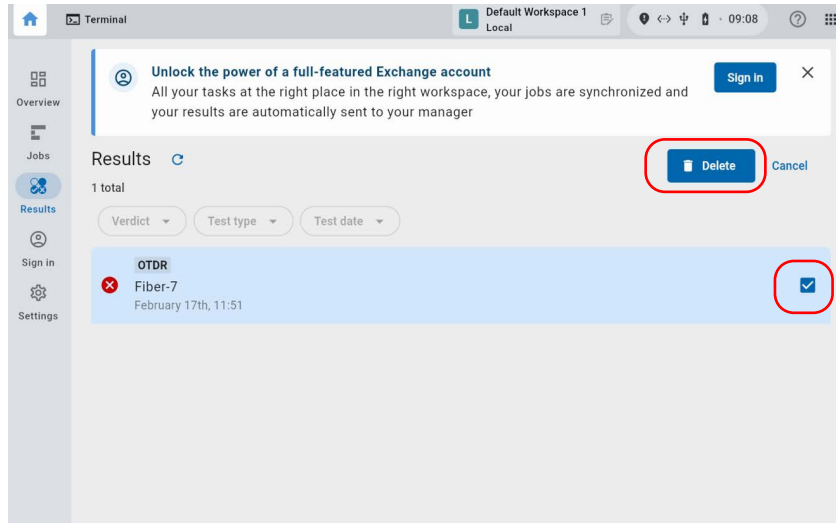 Terminal
L
Default Workspace 1
Local
09:08
Overview
Jobs
Results
Sign in
Settings
Unlock the power of a full-featured Exchange account
All your tasks at the right place in the right workspace, your jobs are synchronized and
your results are automatically sent to your manager
Sign in
Results
Delete
Cancel
1 total
Verdict
Test type
Test date
OTDR
Fiber-7
February 17th, 11:51